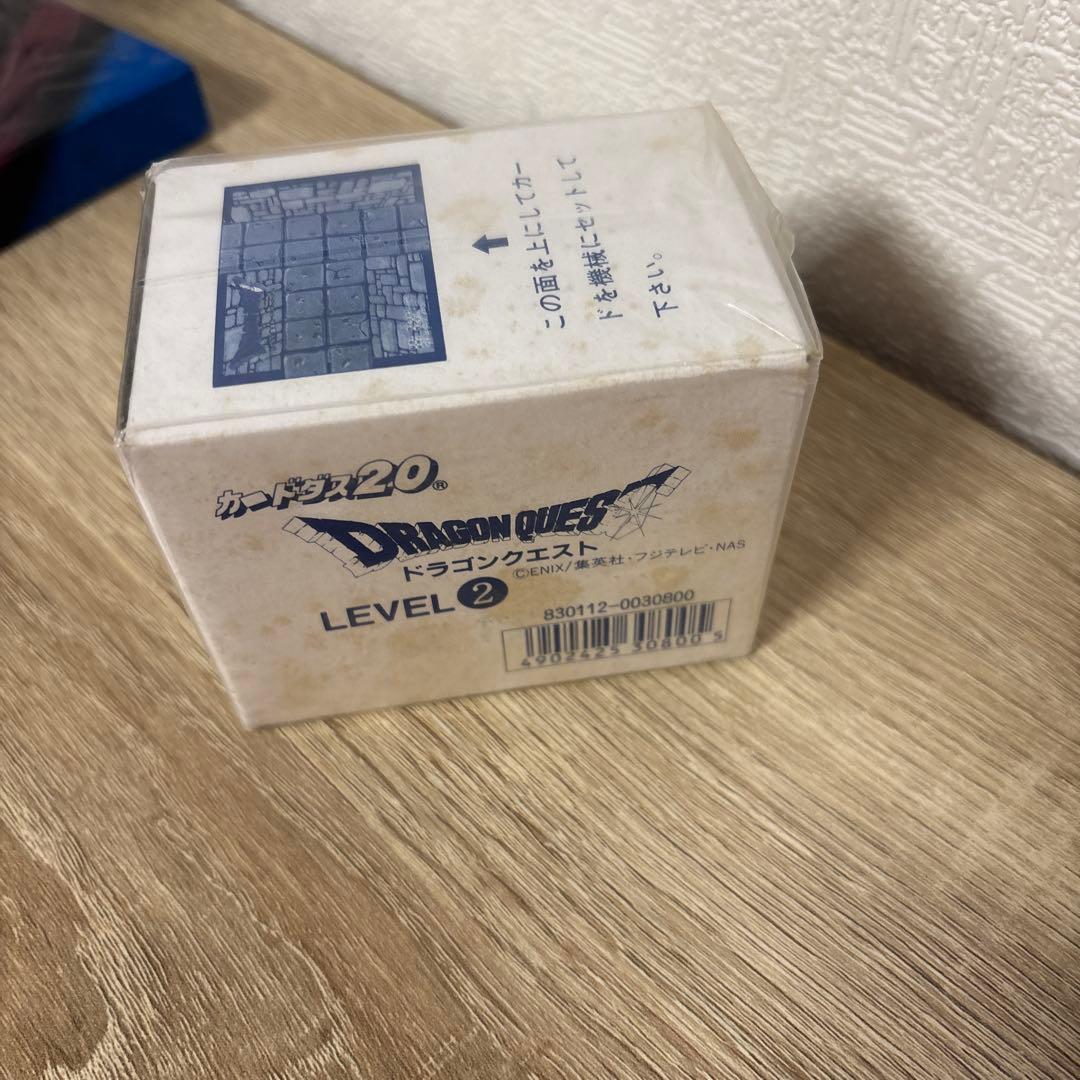 この面を上にしてカー
ドを機械にセットして
下さい。
カードダス20®
DRAGON QUEST
ドラゴンクエスト
©ENIX/集英社・フジテレビ・NAS
LEVEL 2
830112-0030800
4902425 308005